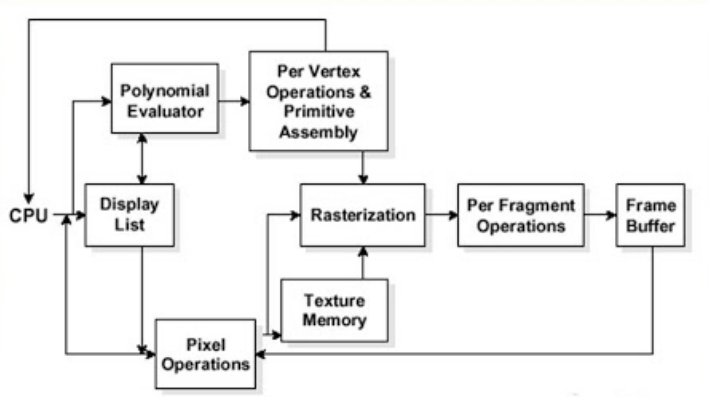 Per Vertex
Operations &
Primitive
Assembly
Polynomial
Evaluator
CPU
Display
List
Rasterization
Per Fragment
Operations
Frame
Buffer
Texture
Memory
Pixel
Operations